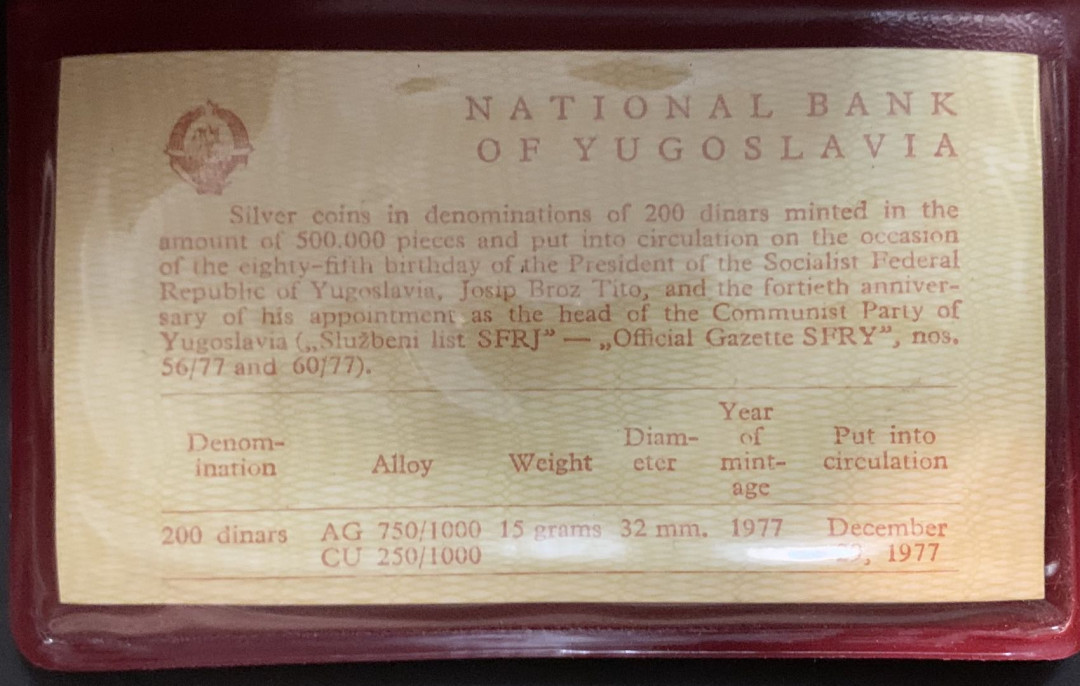 NATIONAL BANK
OF YUGOSLAVIA
Silver coins in denominations of 200 dinars minted in the
amount of 500.000 pieces and put into circulation on the occasion
of the eighty-fifth birthday of the President of the Socialist Federal
Republic of Yugoslavia, Josip Broz Tito, and the fortieth anniver-
sary of his appointment as the head of the Communist Party of
Yugoslavia („Službeni list SFRJ” — „Official Gazette SFRY”, nos.
56/77 and 60/77).
Denom-
ination
Alloy
Weight
Diam-
eter
Year
of
mint-
age
Put into
circulation
200 dinars AG 750/1000 15 grams 32 mm. 1977 December
CU 250/1000 , 1977